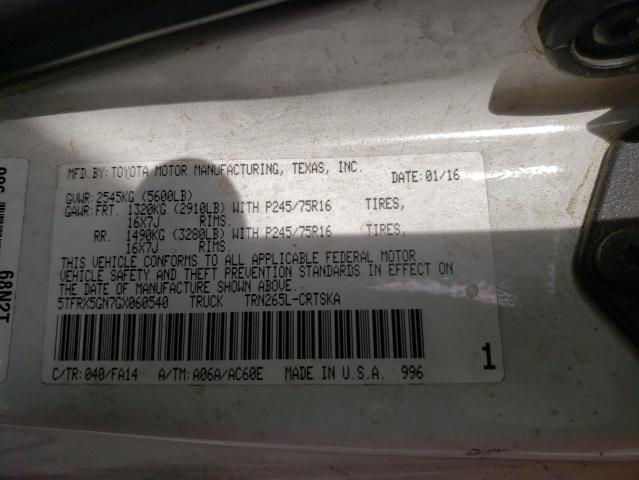 MFD.BY: TOYOTA MOTOR MANUFACTURING, TEXAS, INC.
DATE: 01/16
GVWR: 2545KG (5600LB)
GAWR: FRT. 1320KG (2910LB) WITH P245/75R16 TIRES,
16X7J RIMS.
RR. 1490KG (3280LB) WITH P245/75R16 TIRES,
16X7J RIMS.
THIS VEHICLE CONFORMS TO ALL APPLICABLE FEDERAL MOTOR
VEHICLE SAFETY AND THEFT PREVENTION STANDARDS IN EFFECT ON
THE DATE OF MANUFACTURE SHOWN ABOVE.
5TFRX5GN7GX060540 TRUCK TRN265L-CRTSKA
1
C/TR: 040/FA14 A/TM: A06A/AC60E MADE IN U.S.A. 996
68N2T